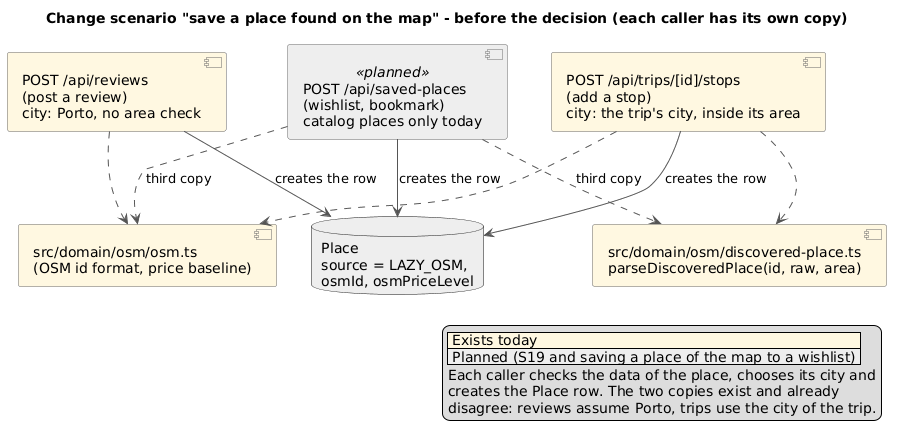 Change scenario "save a place found on the map" - before the decision (each caller has its own copy)
POST /api/reviews
(post a review)
city: Porto, no area check
«planned»
POST /api/saved-places
(wishlist, bookmark)
catalog places only today
POST /api/trips/[id]/stops
(add a stop)
city: the trip's city, inside its area
third copy
creates the row
creates the row
third copy
creates the row
src/domain/osm/osm.ts
(OSM id format, price baseline)
Place
source = LAZY_OSM,
osmId, osmPriceLevel
src/domain/osm/discovered-place.ts
parseDiscoveredPlace(id, raw, area)
Exists today
Planned (S19 and saving a place of the map to a wishlist)
Each caller checks the data of the place, chooses its city and
creates the Place row. The two copies exist and already
disagree: reviews assume Porto, trips use the city of the trip.